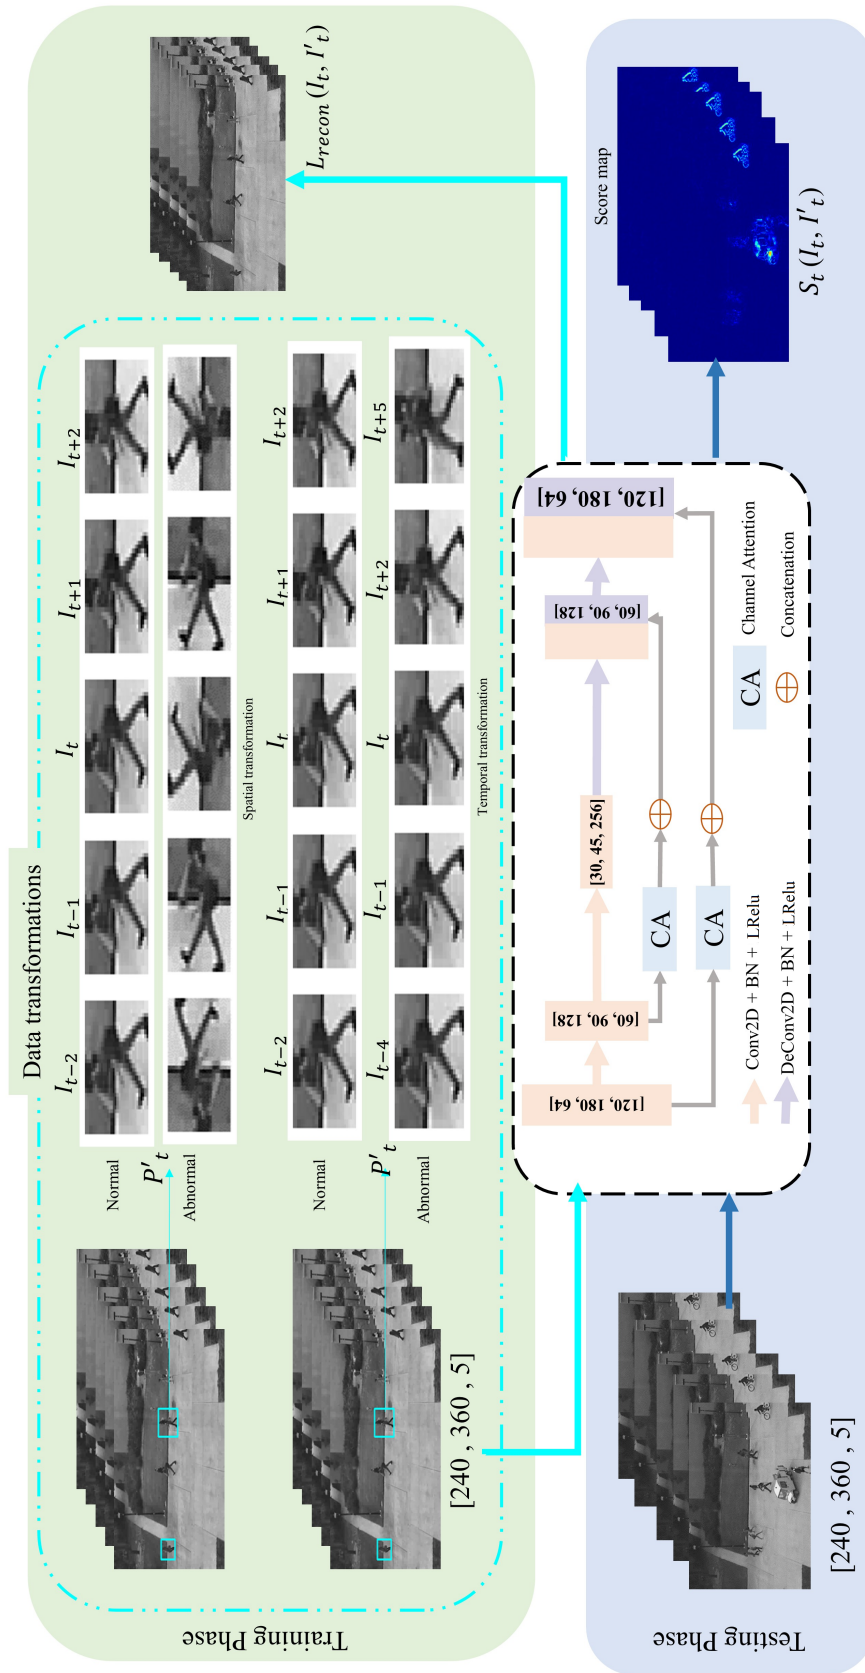 Training Phase
Data transformations
Normal
I_{t-2}
I_{t-1}
I_t
I_{t+1}
I_{t+2}
P'_t
Abnormal
Spatial transformation
Normal
I_{t-2}
I_{t-1}
I_t
I_{t+1}
I_{t+2}
P'_t
Abnormal
I_{t-4}
I_{t-1}
I_t
I_{t+2}
I_{t+5}
Temporal transformation
[240 , 360 , 5]
L_{recon} (I_t, I'_t)
Testing Phase
[240 , 360 , 5]
[120, 180, 64]
[60, 90, 128]
[30, 45, 256]
[60, 90, 128]
[120, 180, 64]
CA
CA
Conv2D + BN + LRelu
DeConv2D + BN + LRelu
CA
Channel Attention
Concatenation
Score map
S_t (I_t, I'_t)